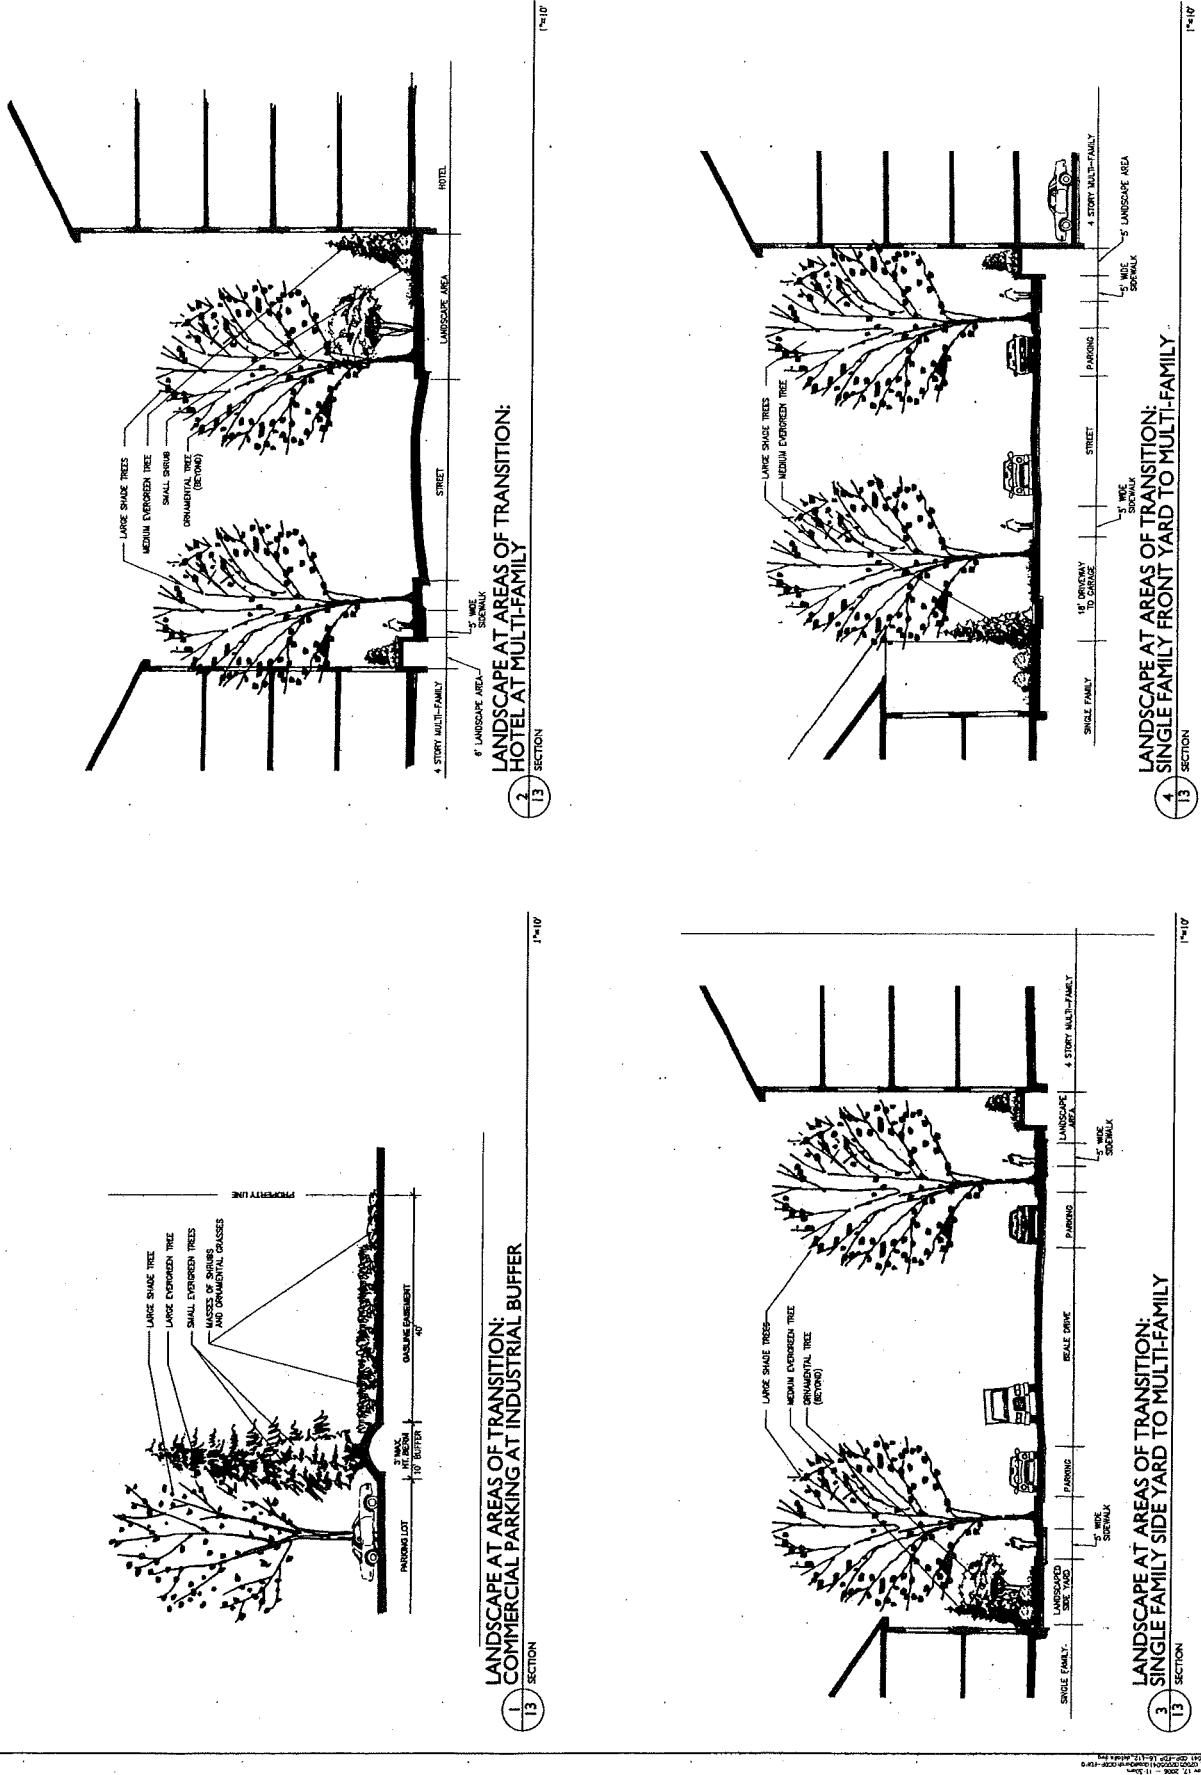 LARGE SHADE TREE
LARGE EVERGREEN TREE
SMALL EVERGREEN TREES
MASSES OF SHRUBS
AND ORNAMENTAL GRASSES
PROPERTY LINE
PARKING LOT
3' MAX.
HT. BERM
10' BUFFER
GASLINE EASEMENT
40'
1
13
LANDSCAPE AT AREAS OF TRANSITION:
COMMERCIAL PARKING AT INDUSTRIAL BUFFER
SECTION
1"=10'
LARGE SHADE TREES
MEDIUM EVERGREEN TREE
SMALL SHRUB
ORNAMENTAL TREE
(BEYOND)
4 STORY MULTI-FAMILY
6' LANDSCAPE AREA
5' WIDE
SIDEWALK
STREET
LANDSCAPE AREA
HOTEL
2
13
LANDSCAPE AT AREAS OF TRANSITION:
HOTEL AT MULTI-FAMILY
SECTION
1"=10'
LARGE SHADE TREES
MEDIUM EVERGREEN TREE
ORNAMENTAL TREE
(BEYOND)
SINGLE FAMILY
LANDSCAPED
SIDE YARD
5' WIDE
SIDEWALK
PARKING
BEALE DRIVE
PARKING
5' WIDE
SIDEWALK
LANDSCAPE
AREA
4 STORY MULTI-FAMILY
3
13
LANDSCAPE AT AREAS OF TRANSITION:
SINGLE FAMILY SIDE YARD TO MULTI-FAMILY
SECTION
1"=10'
LARGE SHADE TREES
MEDIUM EVERGREEN TREE
SINGLE FAMILY
18' DRIVEWAY
TO GARAGE
5' WIDE
SIDEWALK
STREET
PARKING
5' WIDE
SIDEWALK
5' LANDSCAPE AREA
4 STORY MULTI-FAMILY
4
13
LANDSCAPE AT AREAS OF TRANSITION:
SINGLE FAMILY FRONT YARD TO MULTI-FAMILY
SECTION
1"=10'
17, 2006 - 11:30am